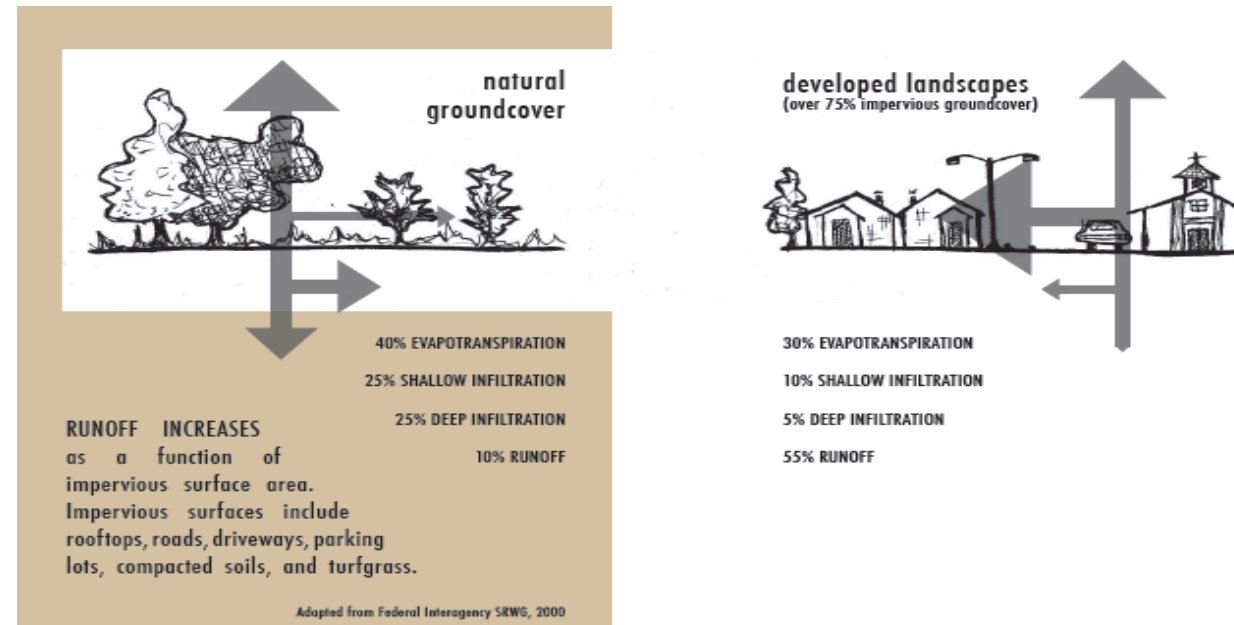 natural
groundcover
40% EVAPOTRANSPIRATION
25% SHALLOW INFILTRATION
25% DEEP INFILTRATION
10% RUNOFF
RUNOFF INCREASES
as a function of
impervious surface area.
Impervious surfaces include
rooftops, roads, driveways, parking
lots, compacted soils, and turfgrass.
Adapted from Federal Interagency SRWG, 2000
developed landscapes
(over 75% impervious groundcover)
30% EVAPOTRANSPIRATION
10% SHALLOW INFILTRATION
5% DEEP INFILTRATION
55% RUNOFF